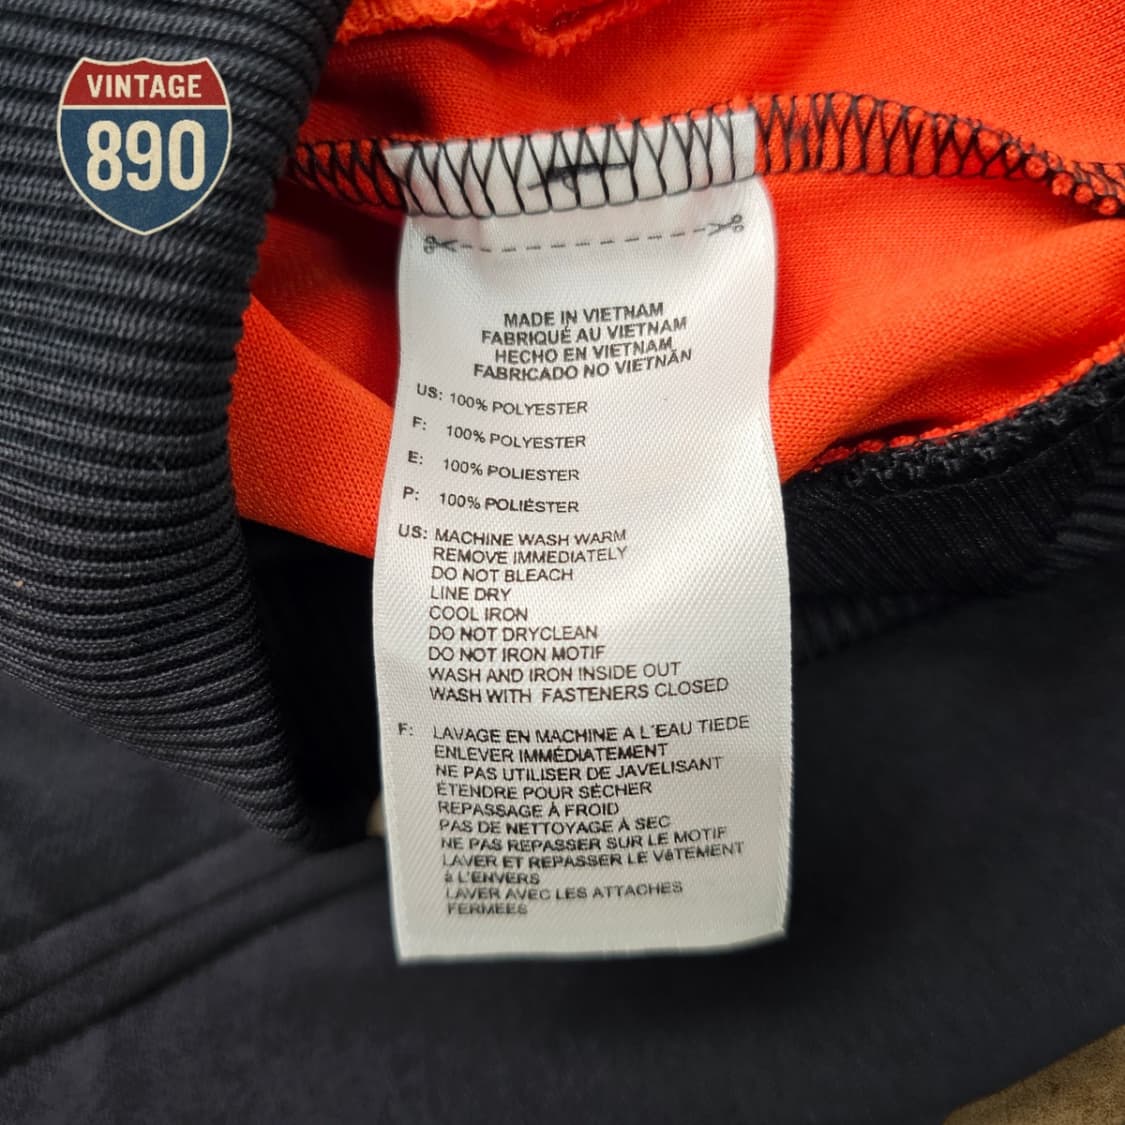 VINTAGE
890
MADE IN VIETNAM
FABRIQUÉ AU VIETNAM
HECHO EN VIETNAM
FABRICADO NO VIETNÃN
US: 100% POLYESTER
F: 100% POLYESTER
E: 100% POLIESTER
P: 100% POLIÉSTER
US: MACHINE WASH WARM
REMOVE IMMEDIATELY
DO NOT BLEACH
LINE DRY
COOL IRON
DO NOT DRYCLEAN
DO NOT IRON MOTIF
WASH AND IRON INSIDE OUT
WASH WITH FASTENERS CLOSED
F: LAVAGE EN MACHINE A L'EAU TIEDE
ENLEVER IMMÉDIATEMENT
NE PAS UTILISER DE JAVELISANT
ÉTENDRE POUR SÉCHER
REPASSAGE À FROID
PAS DE NETTOYAGE À SEC
NE PAS REPASSER SUR LE MOTIF
LAVER ET REPASSER LE VêTEMENT
à L'ENVERS
LAVER AVEC LES ATTACHES
FERMEES